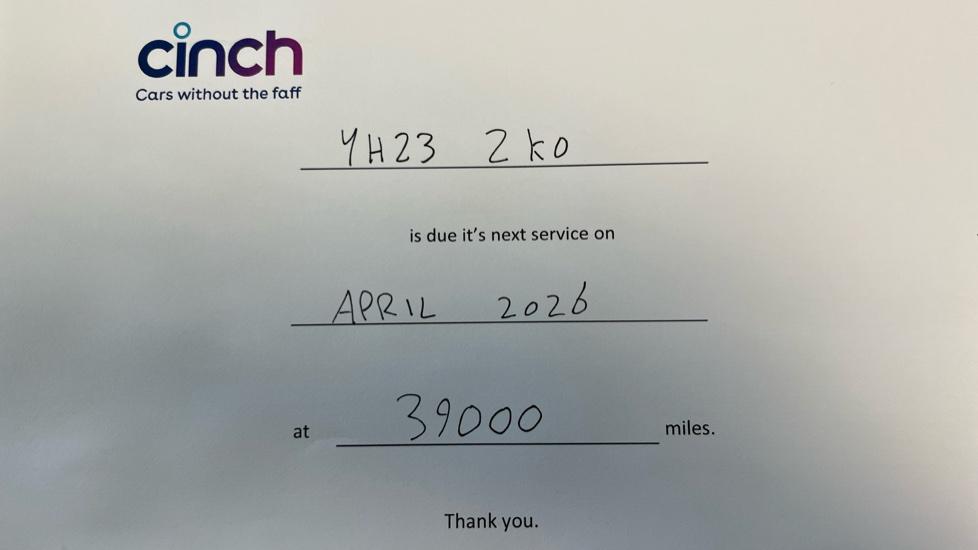 cinch
Cars without the faff
YH23 ZKO
is due it's next service on
APRIL 2026
at 39000 miles.
Thank you.